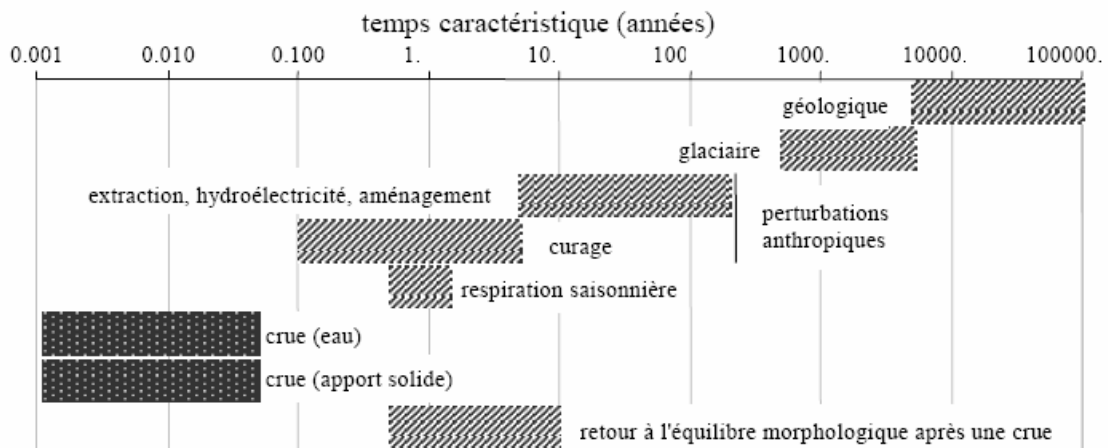 temps caractéristique (années)
0.001 0.010 0.100 1. 10. 100 1000. 10000. 100000.
géologique
glaciaire
extraction, hydroélectricité, aménagement
perturbations
anthropiques
curage
respiration saisonnière
crue (eau)
crue (apport solide)
retour à l'équilibre morphologique après une crue